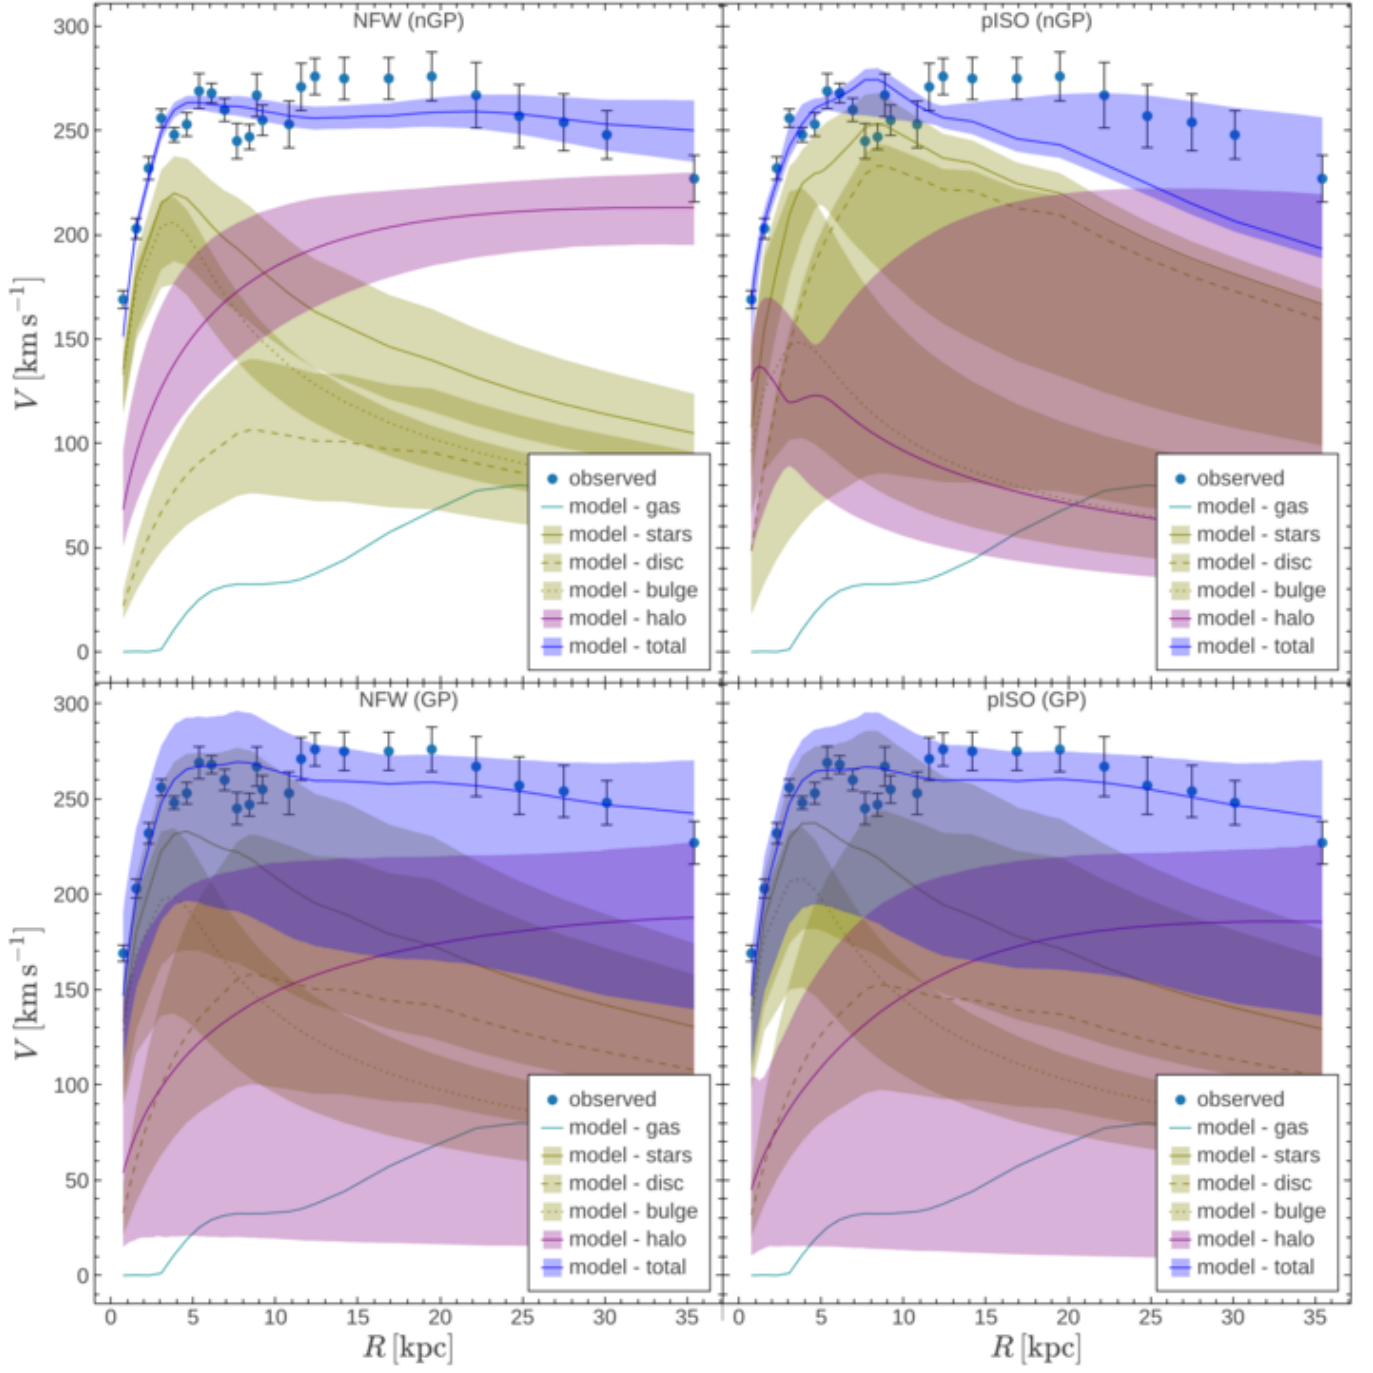 NFW (nGP)
pISO (nGP)
300
250
200
150
100
50
0
V [km s⁻¹]
observed
model - gas
model - stars
model - disc
model - bulge
model - halo
model - total
observed
model - gas
model - stars
model - disc
model - bulge
model - halo
model - total
NFW (GP)
pISO (GP)
300
250
200
150
100
50
0
V [km s⁻¹]
observed
model - gas
model - stars
model - disc
model - bulge
model - halo
model - total
observed
model - gas
model - stars
model - disc
model - bulge
model - halo
model - total
0 5 10 15 20 25 30 35
0 5 10 15 20 25 30 35
R [kpc]
R [kpc]